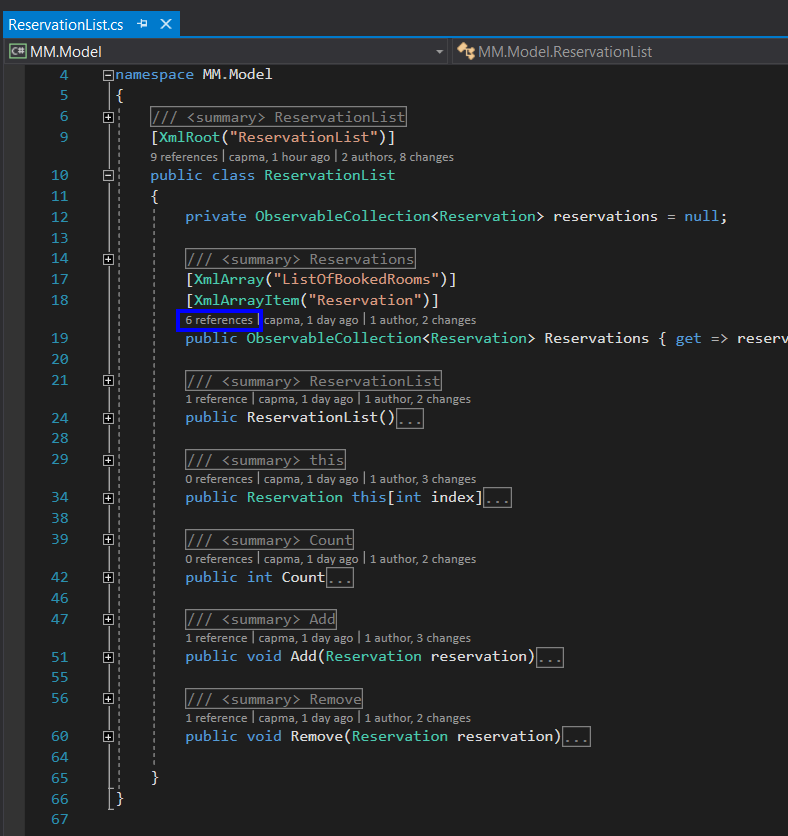 ReservationList.cs
C# MM.Model MM.Model.ReservationList
4 namespace MM.Model
5 {
6 /// <summary> ReservationList
9 [XmlRoot("ReservationList")]
9 references | capma, 1 hour ago | 2 authors, 8 changes
10 public class ReservationList
11 {
12 private ObservableCollection<Reservation> reservations = null;
13
14 /// <summary> Reservations
17 [XmlArray("ListOfBookedRooms")]
18 [XmlArrayItem("Reservation")]
6 references | capma, 1 day ago | 1 author, 2 changes
19 public ObservableCollection<Reservation> Reservations { get => reserv
20
21 /// <summary> ReservationList
1 reference | capma, 1 day ago | 1 author, 2 changes
24 public ReservationList()...
28
29 /// <summary> this
0 references | capma, 1 day ago | 1 author, 3 changes
34 public Reservation this[int index]...
38
39 /// <summary> Count
0 references | capma, 1 day ago | 1 author, 2 changes
42 public int Count...
46
47 /// <summary> Add
1 reference | capma, 1 day ago | 1 author, 3 changes
51 public void Add(Reservation reservation)...
55
56 /// <summary> Remove
1 reference | capma, 1 day ago | 1 author, 2 changes
60 public void Remove(Reservation reservation)...
64
65 }
66 }
67